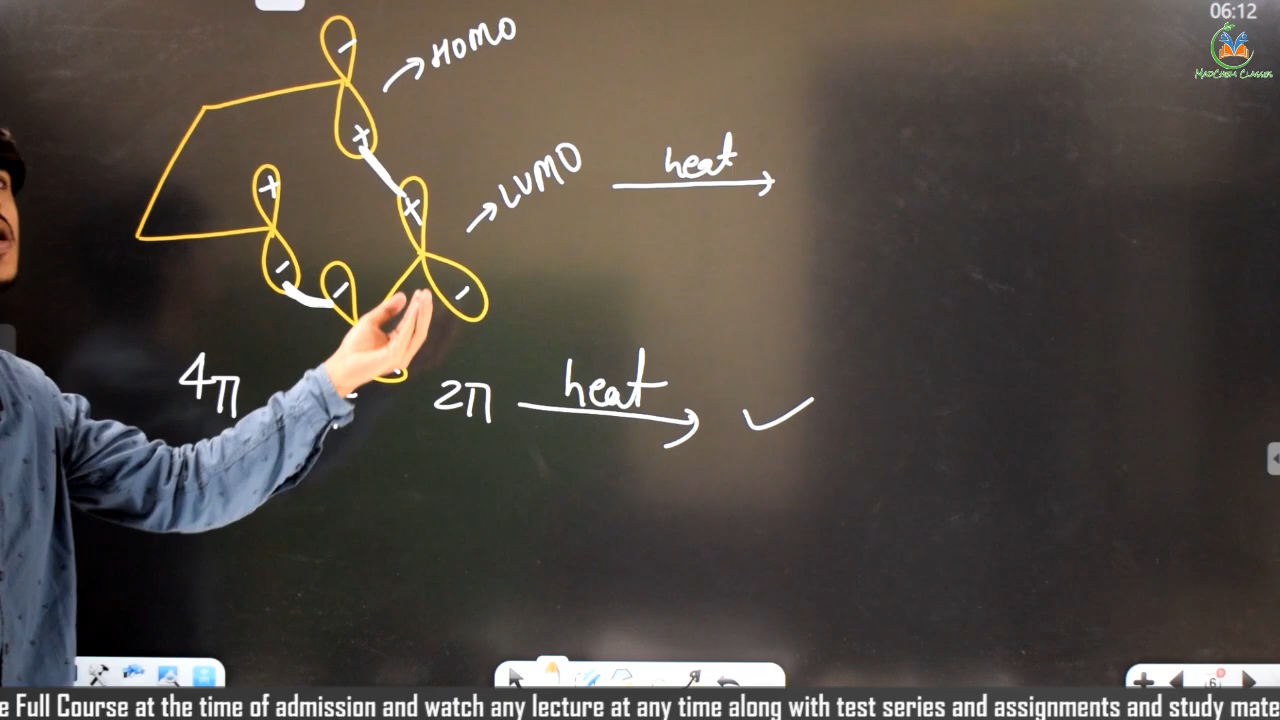 06:12
MADCHEM CLASSES
-
→ HOMO
+
+
+
→ LUMO
heat
-
-
-
4π
2π
heat
✓
6
e Full Course at the time of admission and watch any lecture at any time along with test series and assignments and study mate